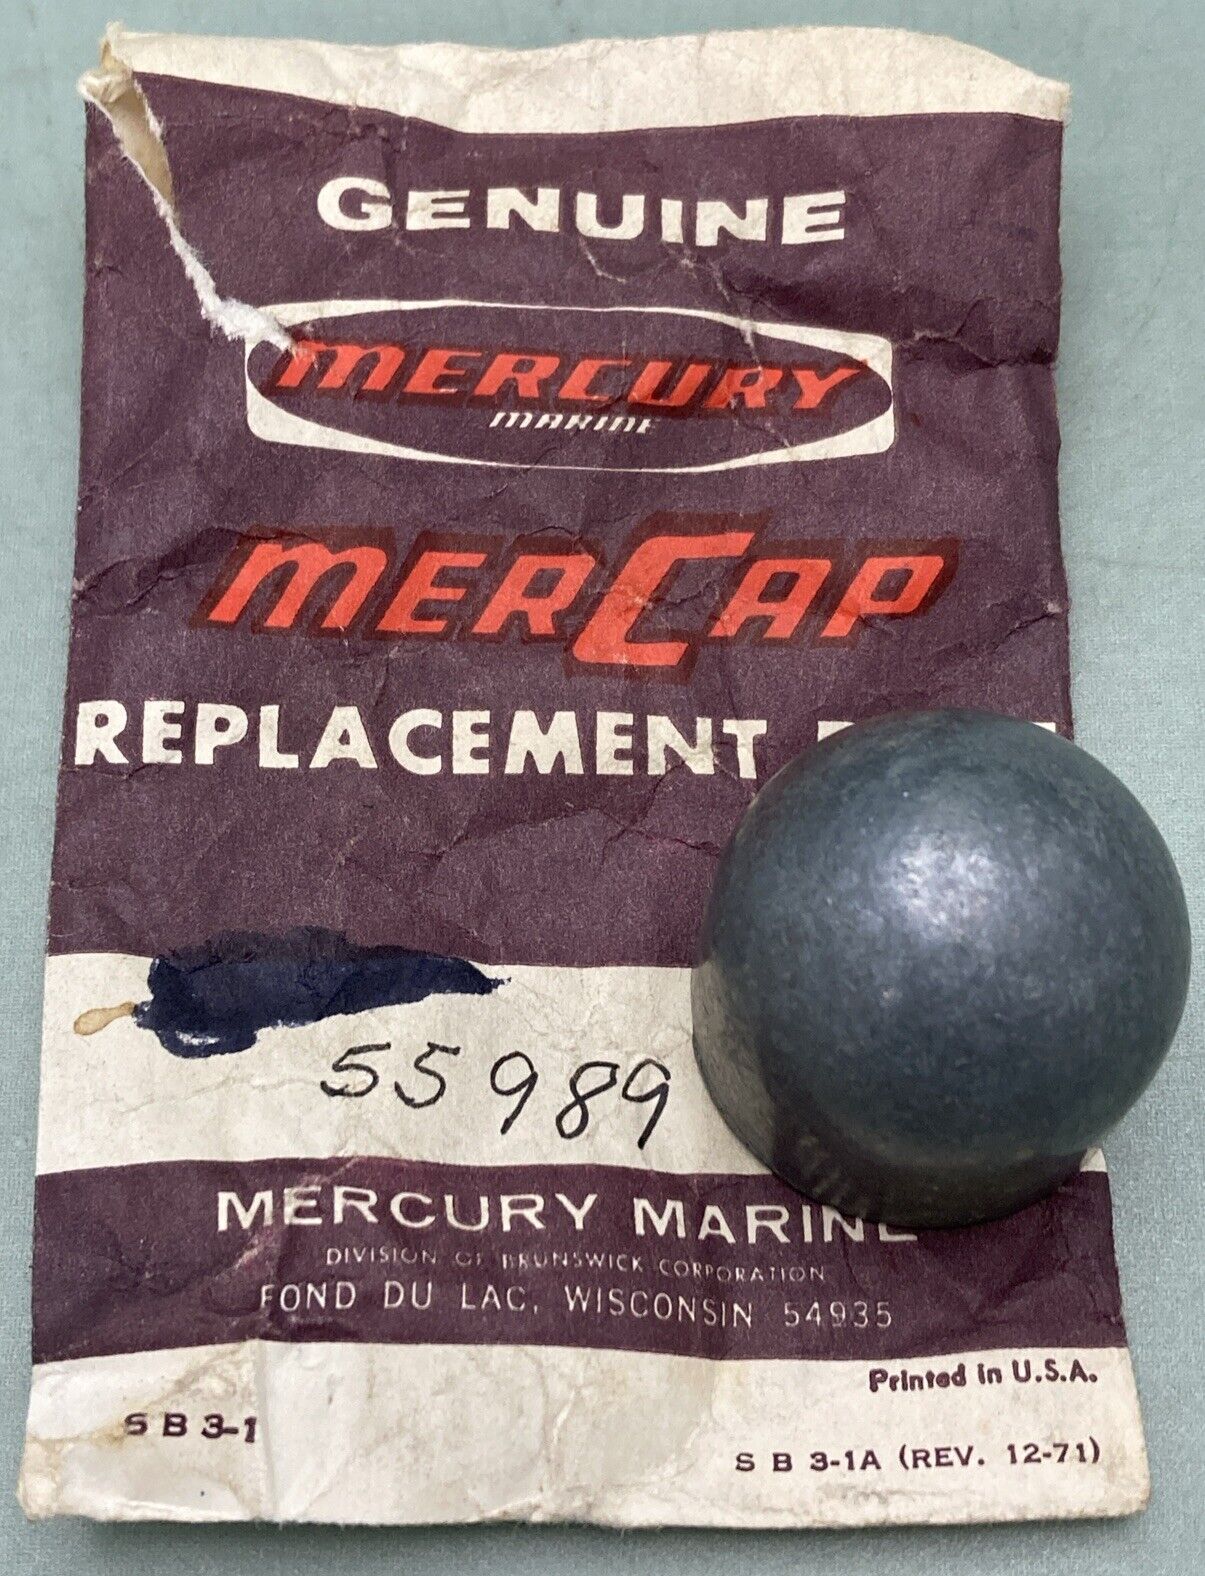 GENUINE
MERCURY
MARINE
MERCAP
REPLACEMENT
55989
MERCURY MARINE
DIVISION OF BRUNSWICK CORPORATION
FOND DU LAC, WISCONSIN 54935
Printed in U.S.A.
S B 3-1
S B 3-1A (REV. 12-71)